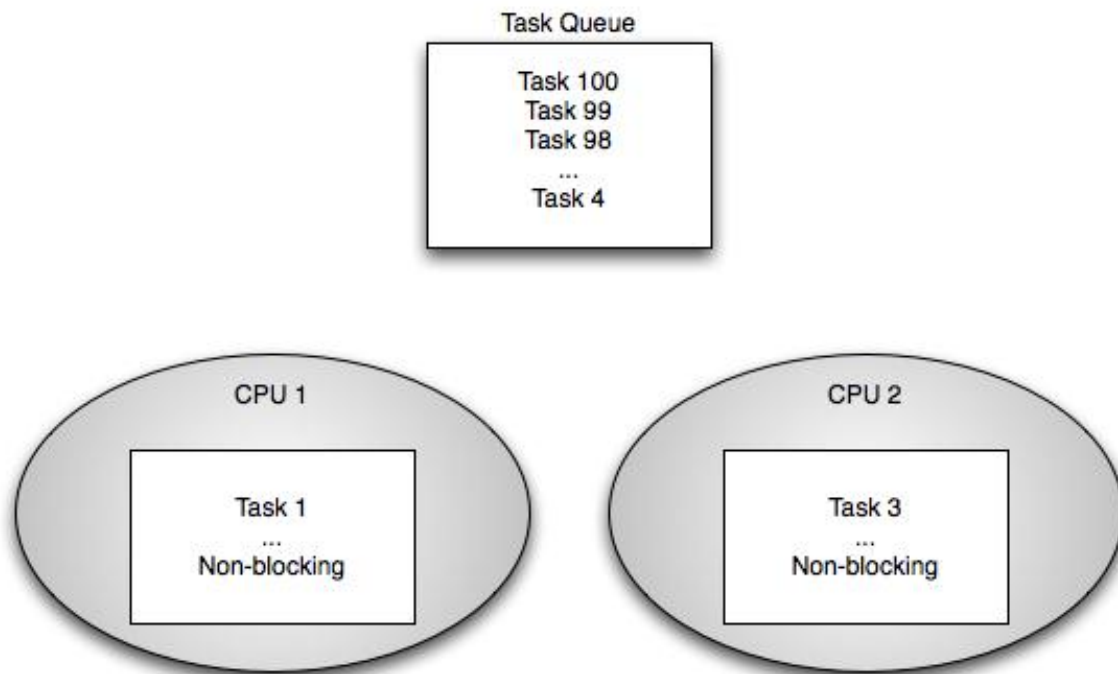 Task Queue
Task 100
Task 99
Task 98
...
Task 4
CPU 1
Task 1
...
Non-blocking
CPU 2
Task 3
...
Non-blocking